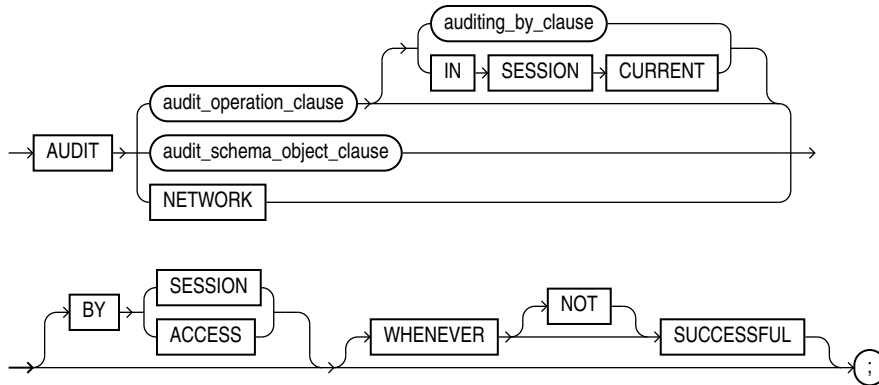 auditing_by_clause
IN SESSION CURRENT
audit_operation_clause
AUDIT audit_schema_object_clause
NETWORK
SESSION NOT
BY
ACCESS WHENEVER SUCCESSFUL
;